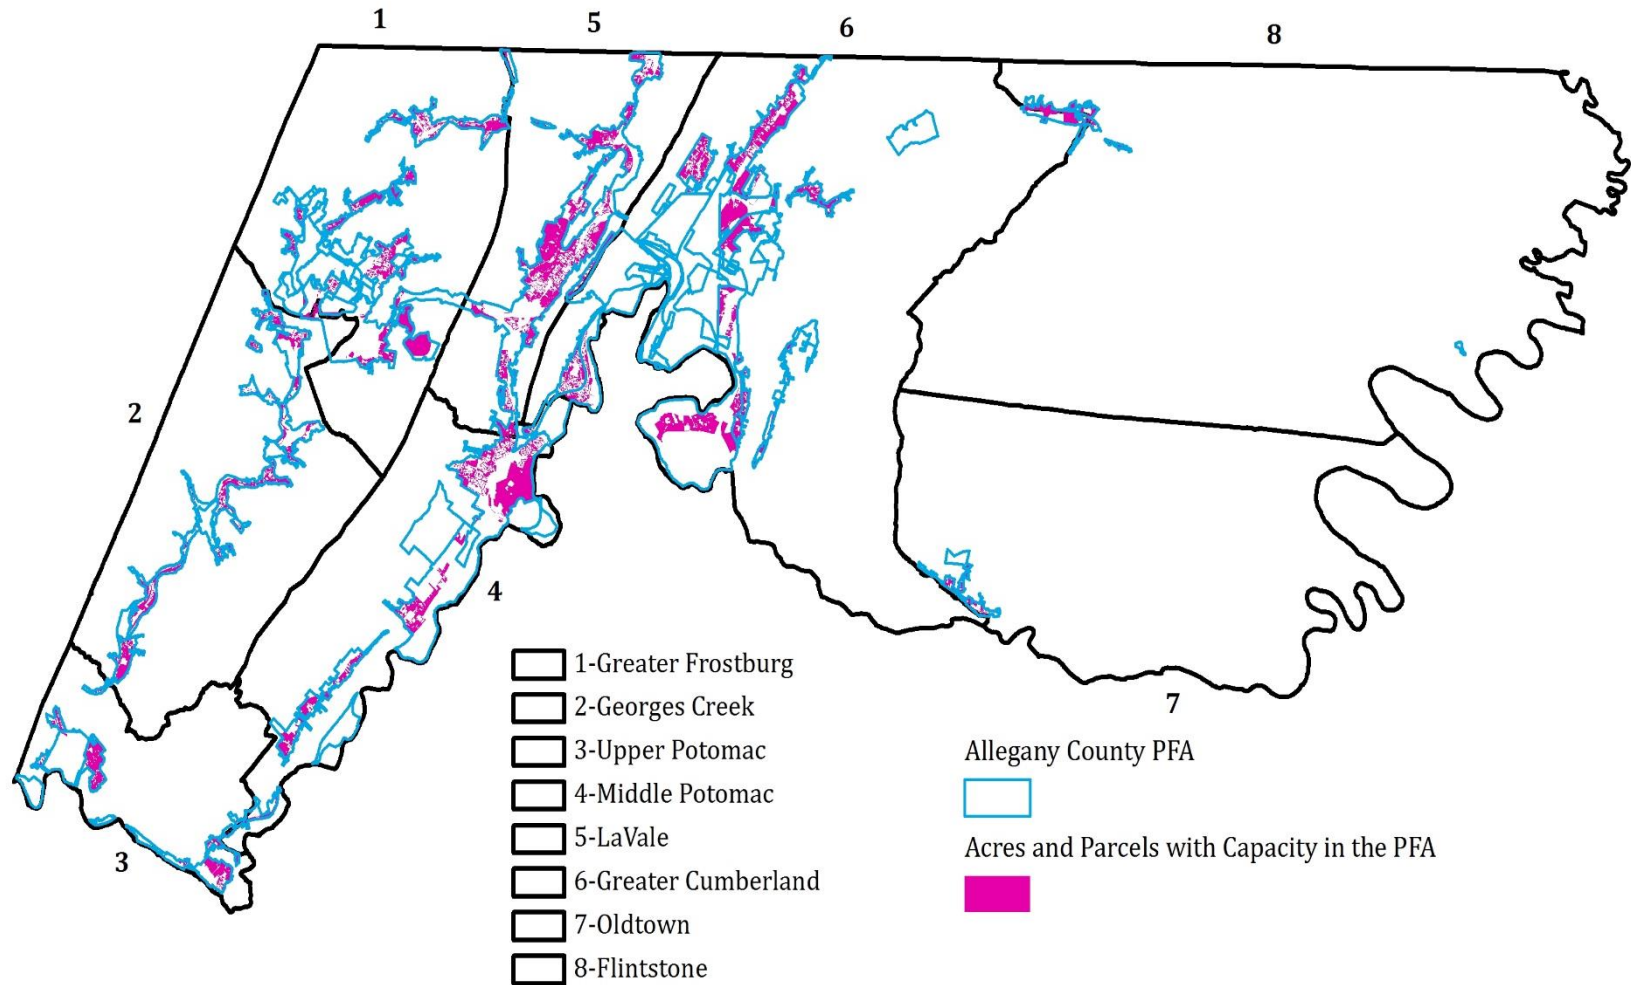 1
5
6
8
2
4
7
3
1-Greater Frostburg
2-Georges Creek
3-Upper Potomac
4-Middle Potomac
5-LaVale
6-Greater Cumberland
7-Oldtown
8-Flintstone
Allegany County PFA
Acres and Parcels with Capacity in the PFA